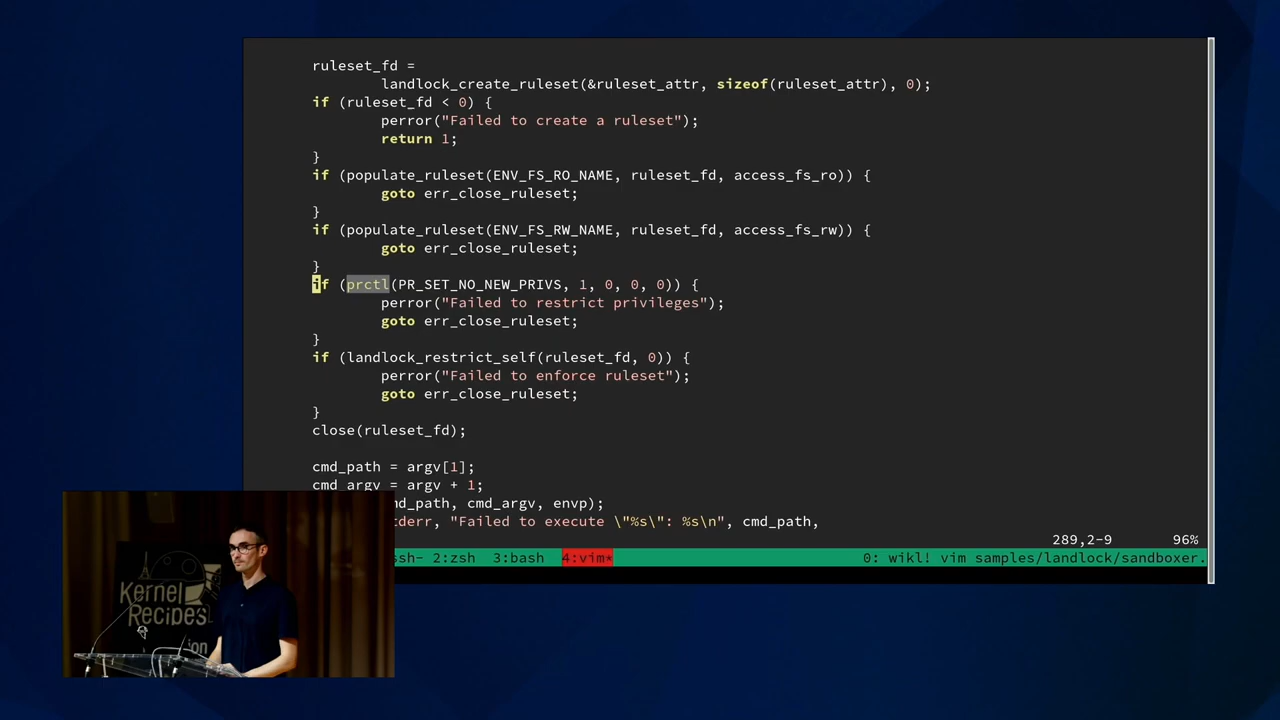 ruleset_fd =
landlock_create_ruleset(&ruleset_attr, sizeof(ruleset_attr), 0);
if (ruleset_fd < 0) {
perror("Failed to create a ruleset");
return 1;
}
if (populate_ruleset(ENV_FS_RO_NAME, ruleset_fd, access_fs_ro)) {
goto err_close_ruleset;
}
if (populate_ruleset(ENV_FS_RW_NAME, ruleset_fd, access_fs_rw)) {
goto err_close_ruleset;
}
if (prctl(PR_SET_NO_NEW_PRIVS, 1, 0, 0, 0)) {
perror("Failed to restrict privileges");
goto err_close_ruleset;
}
if (landlock_restrict_self(ruleset_fd, 0)) {
perror("Failed to enforce ruleset");
goto err_close_ruleset;
}
close(ruleset_fd);
cmd_path = argv[1];
cmd_argv = argv + 1;
md_path, cmd_argv, envp);
tderr, "Failed to execute \"%s\": %s\n", cmd_path,
289,2-9 96%
ssh- 2:zsh 3:bash 4:vim* 0: wikl! vim samples/landlock/sandboxer.
Kernel
Recipes